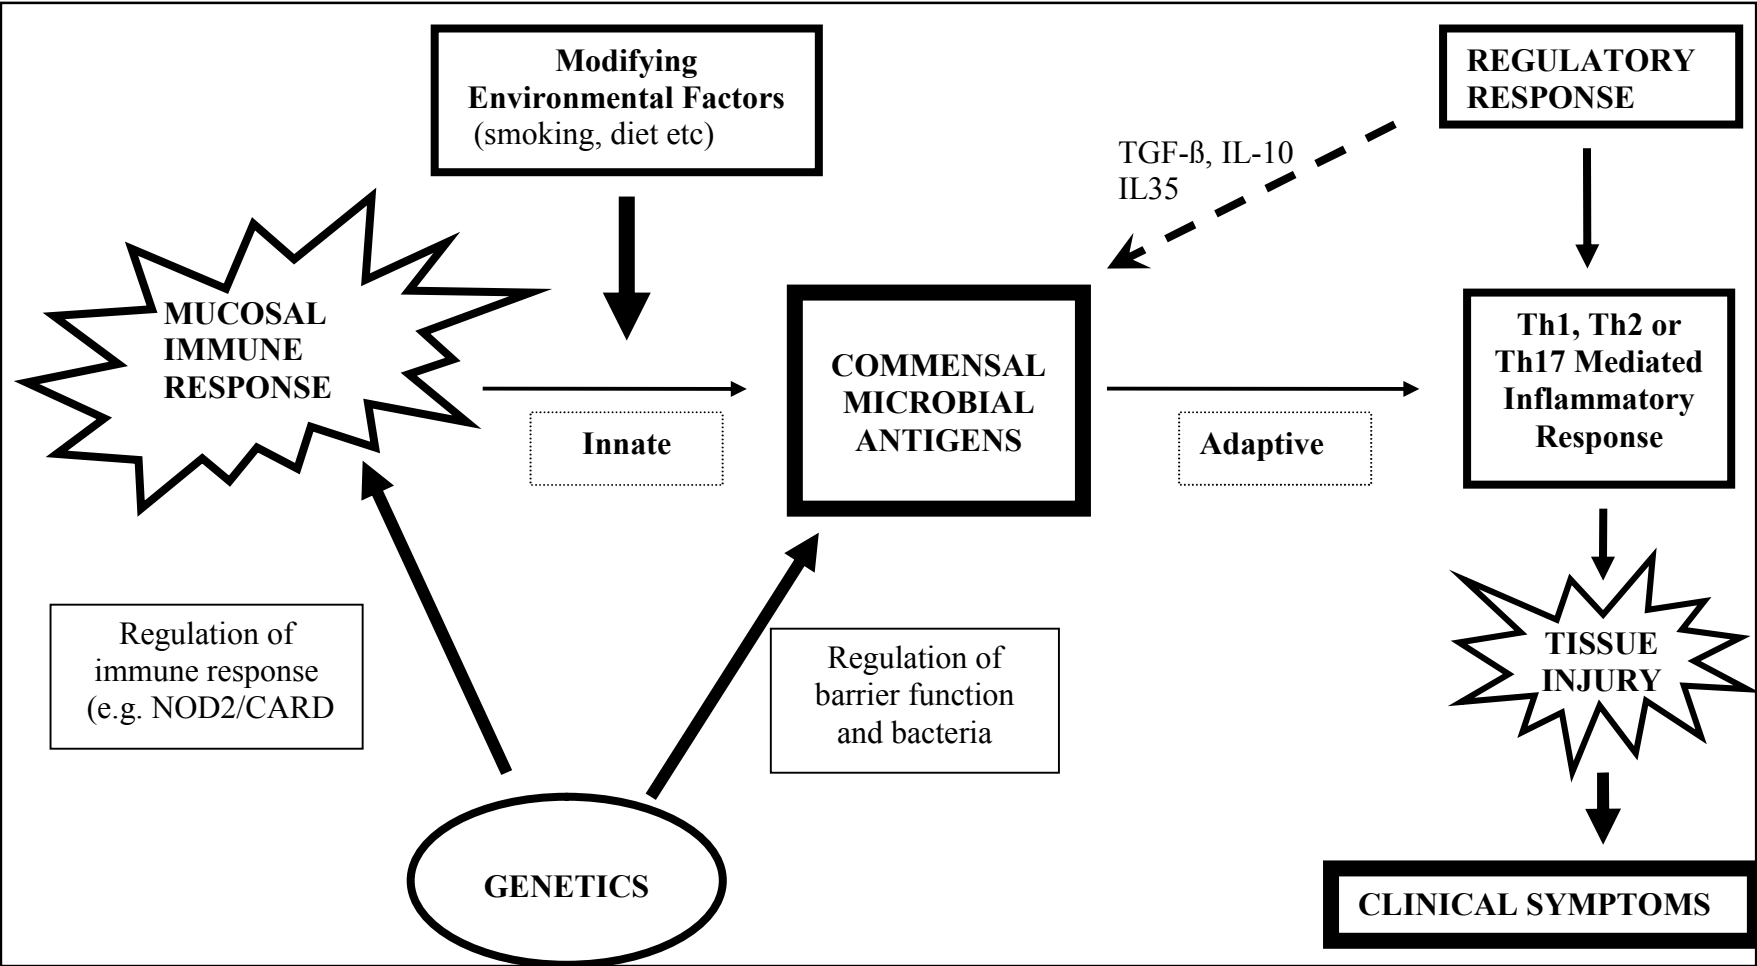 Modifying
Environmental Factors
(smoking, diet etc)
REGULATORY
RESPONSE
TGF-ß, IL-10
IL35
MUCOSAL
IMMUNE
RESPONSE
Innate
COMMENSAL
MICROBIAL
ANTIGENS
Adaptive
Th1, Th2 or
Th17 Mediated
Inflammatory
Response
Regulation of
immune response
(e.g. NOD2/CARD
Regulation of
barrier function
and bacteria
TISSUE
INJURY
GENETICS
CLINICAL SYMPTOMS